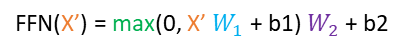 FFN(X’) = max(0, X’ W₁ + b1) W₂ + b2